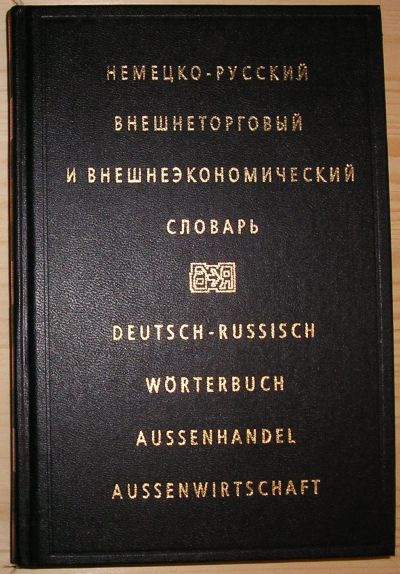 НЕМЕЦКО-РУССКИЙ
ВНЕШНЕТОРГОВЫЙ
И ВНЕШНЕЭКОНОМИЧЕСКИЙ
СЛОВАРЬ
DEUTSCH-RUSSISCH
WÖRTERBUCH
AUSSENHANDEL
AUSSENWIRTSCHAFT